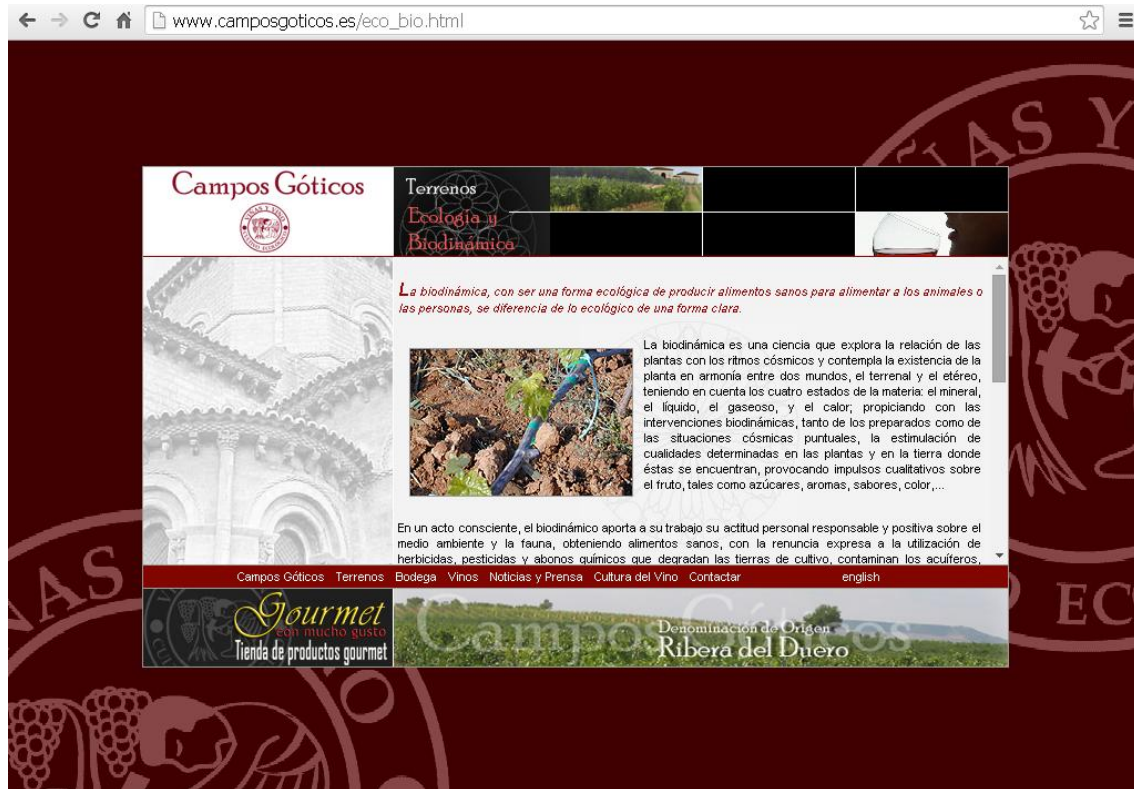 www.camposgoticos.es/eco_bio.html
Campos Góticos
VIÑAS Y VINO
Terrenos
Ecología y
Biodinámica
La biodinámica, con ser una forma ecológica de producir alimentos sanos para alimentar a los animales o
las personas, se diferencia de lo ecológico de una forma clara.
La biodinámica es una ciencia que explora la relación de las
plantas con los ritmos cósmicos y contempla la existencia de la
planta en armonía entre dos mundos, el terrenal y el etéreo,
teniendo en cuenta los cuatro estados de la materia: el mineral,
el líquido, el gaseoso, y el calor; propiciando con las
intervenciones biodinámicas, tanto de los preparados como de
las situaciones cósmicas puntuales, la estimulación de
cualidades determinadas en las plantas y en la tierra donde
éstas se encuentran, provocando impulsos cualitativos sobre
el fruto, tales como azúcares, aromas, sabores, color,...
En un acto consciente, el biodinámico aporta a su trabajo su actitud personal responsable y positiva sobre el
medio ambiente y la fauna, obteniendo alimentos sanos, con la renuncia expresa a la utilización de
herbicidas, pesticidas y abonos químicos que degradan las tierras de cultivo, contaminan los acuíferos,
Campos Góticos Terrenos Bodega Vinos Noticias y Prensa Cultura del Vino Contactar english
Gourmet
con mucho gusto
Tienda de productos gourmet
Campos Góticos
Denominación de Origen
Ribera del Duero